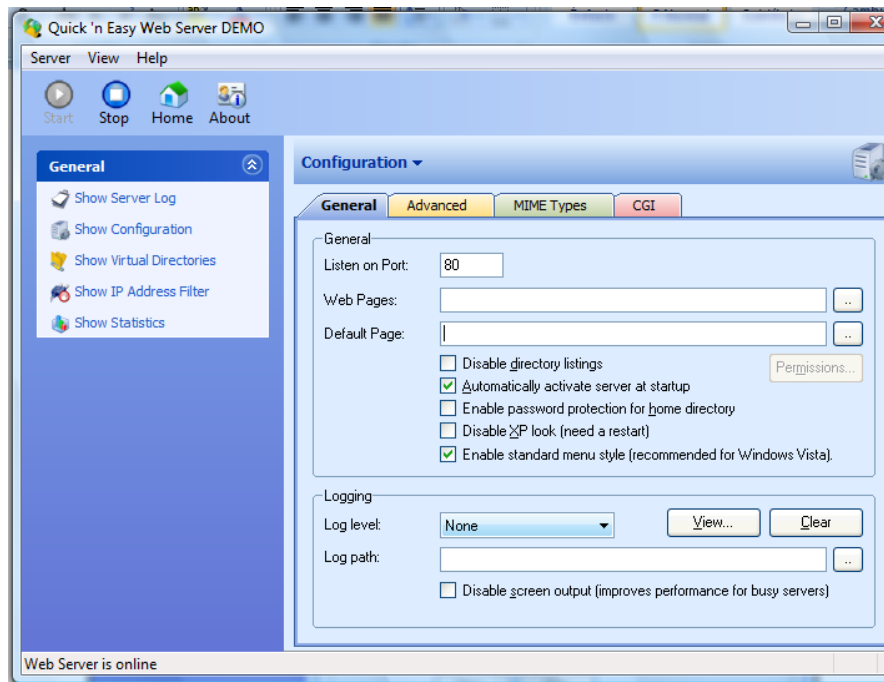 Quick 'n Easy Web Server DEMO
Server View Help
Start Stop Home About
General
Show Server Log
Show Configuration
Show Virtual Directories
Show IP Address Filter
Show Statistics
Configuration
General Advanced MIME Types CGI
General
Listen on Port: 80
Web Pages: ..
Default Page: ..
Disable directory listings
Permissions...
Automatically activate server at startup
Enable password protection for home directory
Disable XP look (need a restart)
Enable standard menu style (recommended for Windows Vista).
Logging
Log level: None View... Clear
Log path: ..
Disable screen output (improves performance for busy servers)
Web Server is online